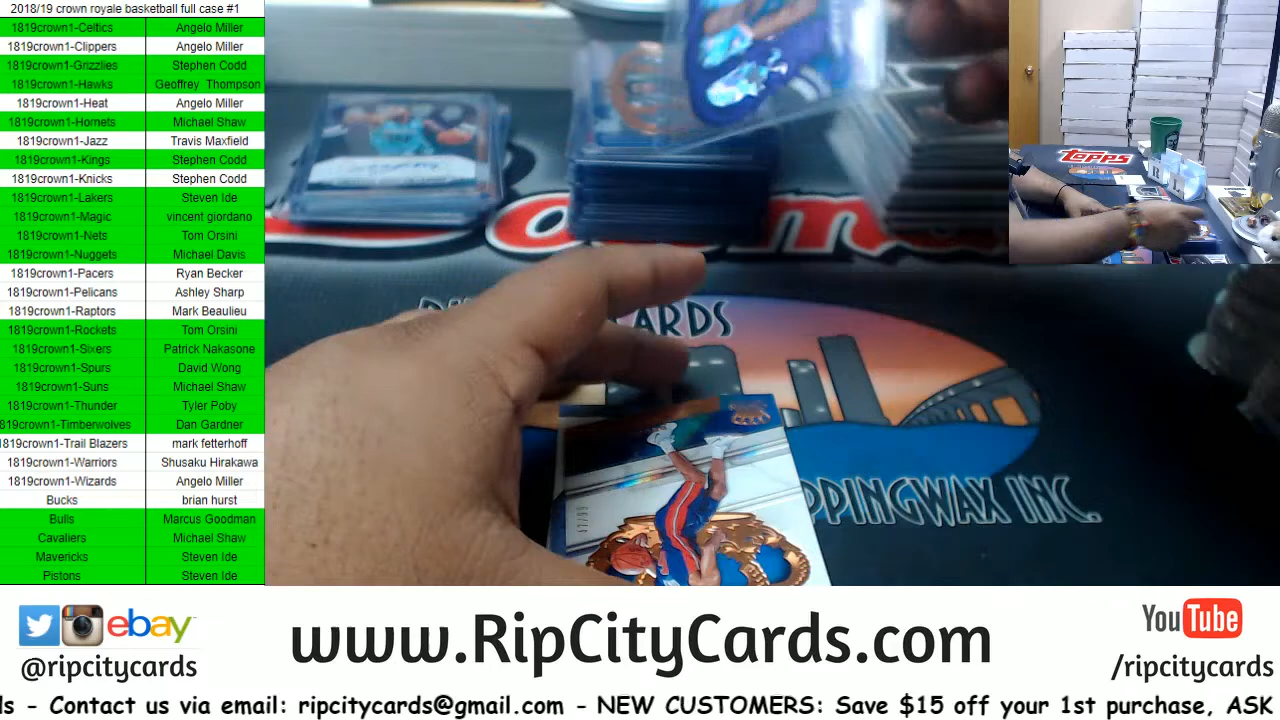 2018/19 crown royale basketball full case #1
1819crown1-Celtics Angelo Miller
1819crown1-Clippers Angelo Miller
1819crown1-Grizzlies Stephen Codd
1819crown1-Hawks Geoffrey Thompson
1819crown1-Heat Angelo Miller
1819crown1-Hornets Michael Shaw
1819crown1-Jazz Travis Maxfield
1819crown1-Kings Stephen Codd
1819crown1-Knicks Stephen Codd
1819crown1-Lakers Steven Ide
1819crown1-Magic vincent giordano
1819crown1-Nets Tom Orsini
1819crown1-Nuggets Michael Davis
1819crown1-Pacers Ryan Becker
1819crown1-Pelicans Ashley Sharp
1819crown1-Raptors Mark Beaulieu
1819crown1-Rockets Tom Orsini
1819crown1-Sixers Patrick Nakasone
1819crown1-Spurs David Wong
1819crown1-Suns Michael Shaw
1819crown1-Thunder Tyler Poby
1819crown1-Timberwolves Dan Gardner
1819crown1-Trail Blazers mark fetterhoff
1819crown1-Warriors Shusaku Hirakawa
1819crown1-Wizards Angelo Miller
Bucks brian hurst
Bulls Marcus Goodman
Cavaliers Michael Shaw
Mavericks Steven Ide
Pistons Steven Ide
Topps
CARDS
PPINGWAX INC.
47/99
ebay
@ripcitycards
www.RipCityCards.com
YouTube
/ripcitycards
ls - Contact us via email: ripcitycards@gmail.com - NEW CUSTOMERS: Save $15 off your 1st purchase, ASK